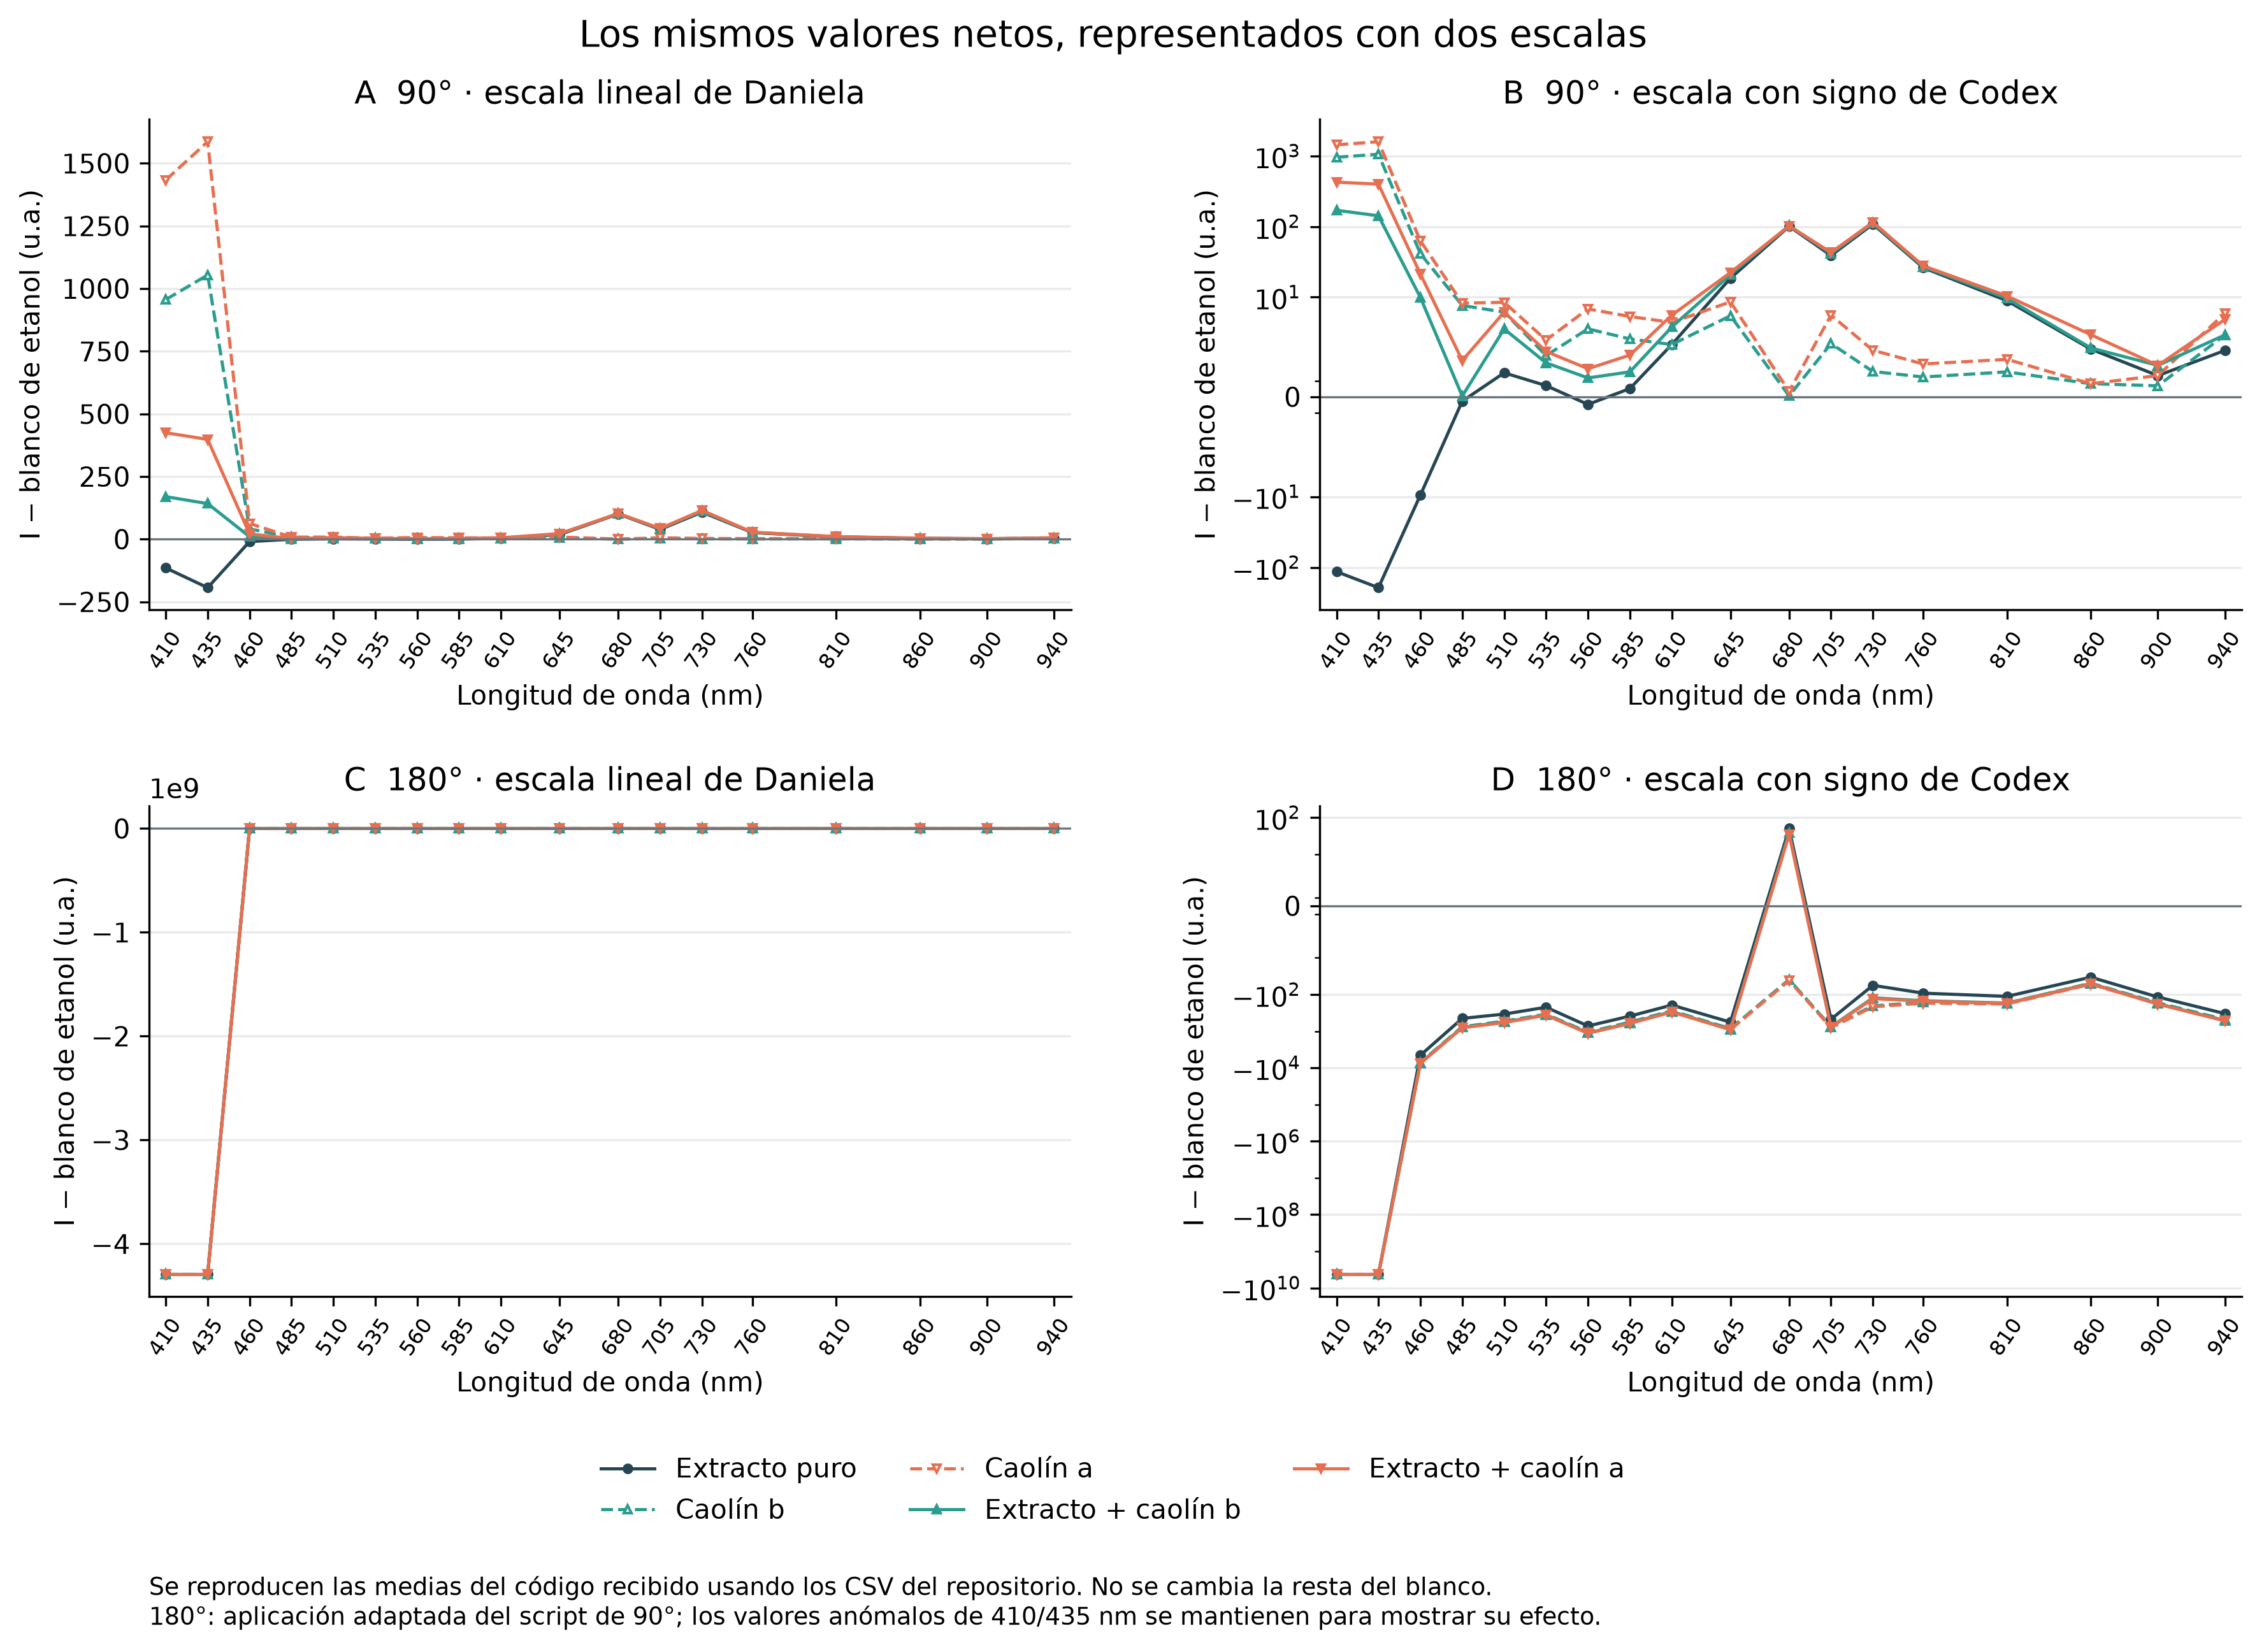 Los mismos valores netos, representados con dos escalas
A 90° · escala lineal de Daniela
I − blanco de etanol (u.a.)
1500
1250
1000
750
500
250
0
−250
410 435 460 485 510 535 560 585 610 645 680 705 730 760 810 860 900 940
Longitud de onda (nm)
B 90° · escala con signo de Codex
I − blanco de etanol (u.a.)
10³
10²
10¹
0
−10¹
−10²
410 435 460 485 510 535 560 585 610 645 680 705 730 760 810 860 900 940
Longitud de onda (nm)
C 180° · escala lineal de Daniela
1e9
I − blanco de etanol (u.a.)
0
−1
−2
−3
−4
410 435 460 485 510 535 560 585 610 645 680 705 730 760 810 860 900 940
Longitud de onda (nm)
D 180° · escala con signo de Codex
I − blanco de etanol (u.a.)
10²
0
−10²
−10⁴
−10⁶
−10⁸
−10¹⁰
410 435 460 485 510 535 560 585 610 645 680 705 730 760 810 860 900 940
Longitud de onda (nm)
Extracto puro
Caolín b
Caolín a
Extracto + caolín b
Extracto + caolín a
Se reproducen las medias del código recibido usando los CSV del repositorio. No se cambia la resta del blanco.
180°: aplicación adaptada del script de 90°; los valores anómalos de 410/435 nm se mantienen para mostrar su efecto.